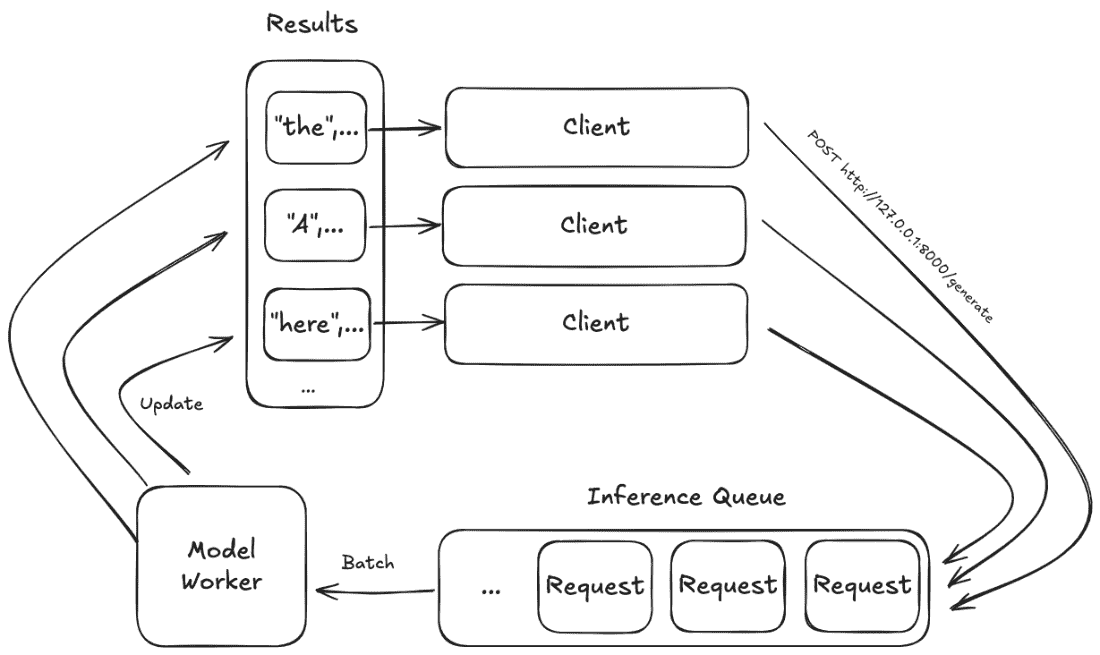 Results
"the",...
Client
"A",...
Client
"here",...
Client
...
POST http://127.0.0.1:8000/generate
Update
Inference Queue
Model
Worker
Batch
...
Request
Request
Request